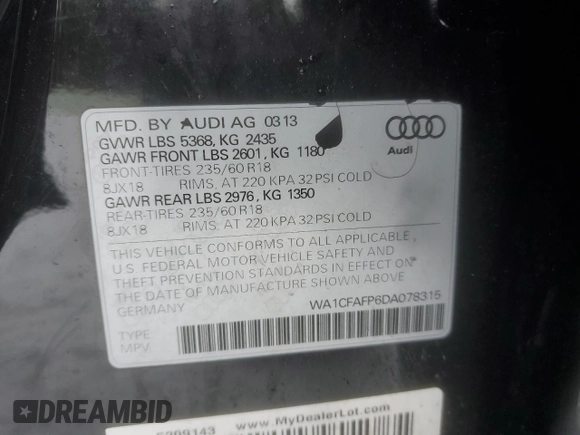 MFD. BY AUDI AG 03 13
GVWR LBS 5368, KG 2435
GAWR FRONT LBS 2601, KG 1180
FRONT-TIRES 235/60 R18
8JX18 RIMS, AT 220 KPA 32 PSI COLD
GAWR REAR LBS 2976, KG 1350
REAR-TIRES 235/60 R18
8JX18 RIMS, AT 220 KPA 32 PSI COLD
Audi
THIS VEHICLE CONFORMS TO ALL APPLICABLE
U.S. FEDERAL MOTOR VEHICLE SAFETY AND
THEFT PREVENTION STANDARDS IN EFFECT ON
THE DATE OF MANUFACTURE SHOWN ABOVE.
GERMANY
WA1CFAFP6DA078315
TYPE
MPV
www.MyDealerLot.com
DREAMBID